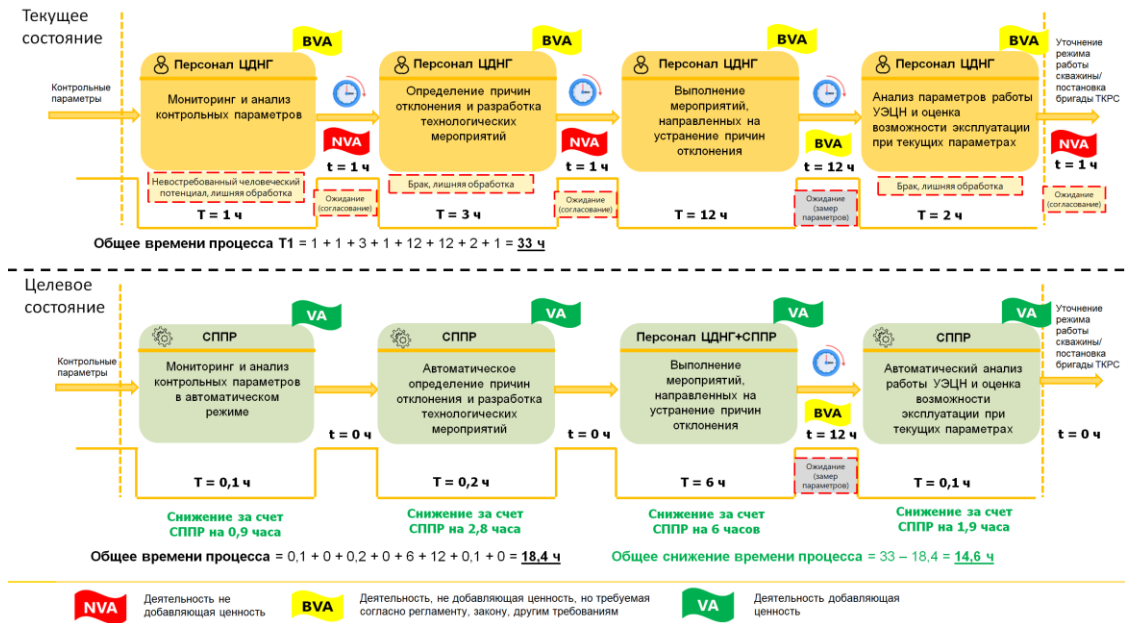 Текущее
состояние
Контрольные
параметры
BVA
Персонал ЦДНГ
Мониторинг и анализ
контрольных параметров
NVA
t = 1 ч
Невостребованный человеческий
потенциал, лишняя обработка
T = 1 ч
Ожидание
(согласование)
BVA
Персонал ЦДНГ
Определение причин
отклонения и разработка
технологических
мероприятий
NVA
t = 1 ч
Брак, лишняя обработка
T = 3 ч
Ожидание
(согласование)
BVA
Персонал ЦДНГ
Выполнение
мероприятий,
направленных на
устранение причин
отклонения
BVA
t = 12 ч
T = 12 ч
Ожидание
(замер
параметров)
BVA
Персонал ЦДНГ
Анализ параметров работы
УЭЦН и оценка
возможности эксплуатации
при текущих параметрах
Брак, лишняя обработка
T = 2 ч
Уточнение
режима
работы
скважины/
постановка
бригады ТКРС
NVA
t = 1 ч
Ожидание
(согласование)
Общее времени процесса T1 = 1 + 1 + 3 + 1 + 12 + 12 + 2 + 1 = 33 ч
Целевое
состояние
Контрольные
параметры
VA
СППР
Мониторинг и анализ
контрольных параметров
в автоматическом
режиме
t = 0 ч
T = 0,1 ч
Снижение за счет
СППР на 0,9 часа
VA
СППР
Автоматическое
определение причин
отклонения и разработка
технологических
мероприятий
t = 0 ч
T = 0,2 ч
Снижение за счет
СППР на 2,8 часа
VA
Персонал ЦДНГ+СППР
Выполнение
мероприятий,
направленных на
устранение причин
отклонения
BVA
t = 12 ч
T = 6 ч
Ожидание
(замер
параметров)
Снижение за счет
СППР на 6 часов
VA
СППР
Автоматический анализ
работы УЭЦН и оценка
возможности
эксплуатации при
текущих параметрах
T = 0,1 ч
Снижение за счет
СППР на 1,9 часа
Уточнение
режима
работы
скважины/
постановка
бригады ТКРС
t = 0 ч
Общее времени процесса = 0,1 + 0 + 0,2 + 0 + 6 + 12 + 0,1 + 0 = 18,4 ч
Общее снижение времени процесса = 33 – 18,4 = 14,6 ч
NVA
Деятельность не
добавляющая ценность
BVA
Деятельность, не добавляющая ценность, но требуемая
согласно регламенту, закону, другим требованиям
VA
Деятельность добавляющая
ценность